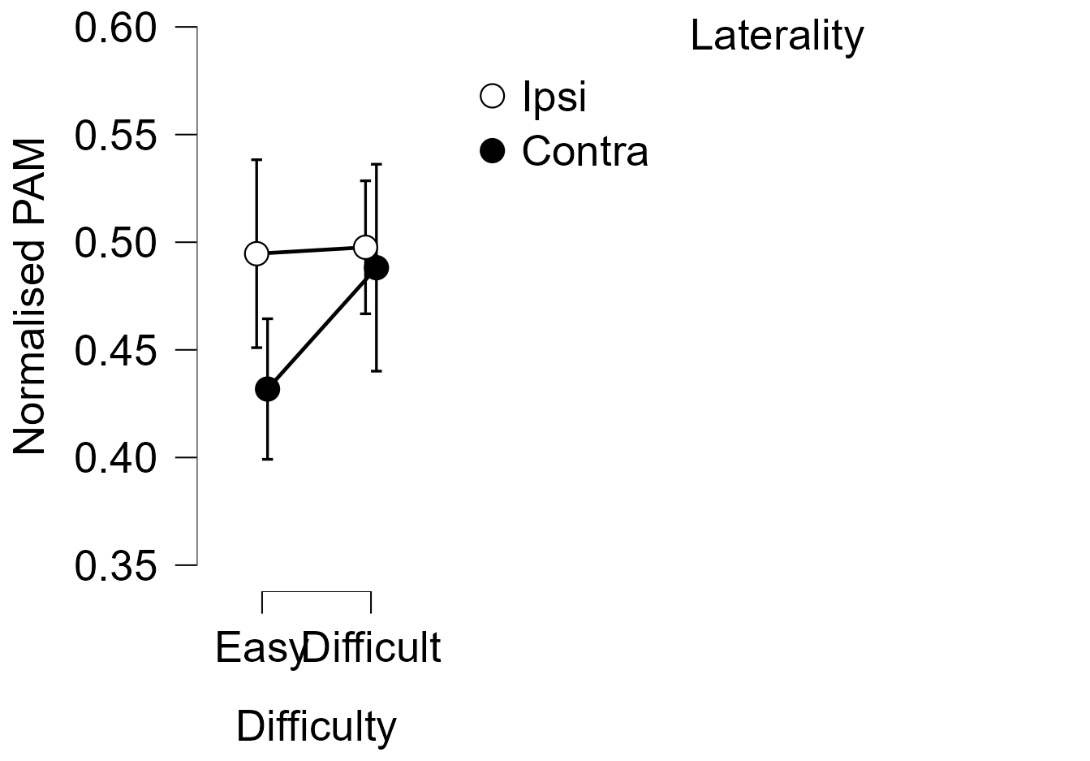 Laterality
Ipsi
Contra
Normalised PAM
0.60
0.55
0.50
0.45
0.40
0.35
Easy
Difficult
Difficulty